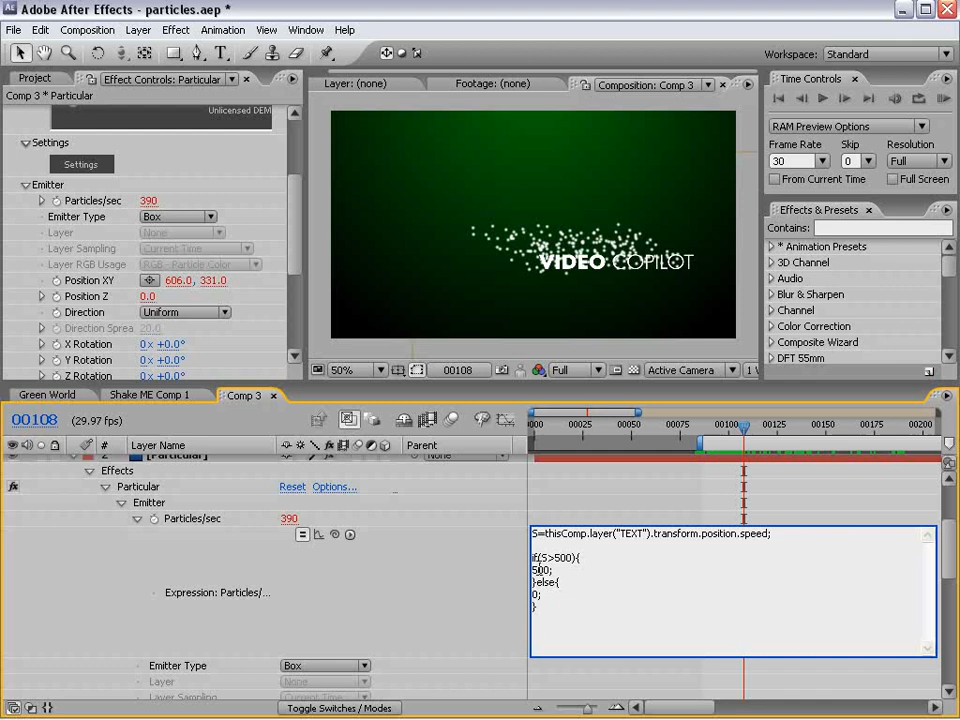 Adobe After Effects - particles.aep *
File Edit Composition Layer Effect Animation View Window Help
Workspace: Standard
Project Effect Controls: Particular
Layer: (none) Footage: (none) Composition: Comp 3
Time Controls
Comp 3 * Particular
Unlicensed DEM
Settings
Settings
Emitter
Particles/sec 390
Emitter Type Box
Layer None
Layer Sampling Current Time
Layer RGB Usage RGB - Particle Color
Position XY 606.0, 331.0
Position Z 0.0
Direction Uniform
Direction Sprea 20.0
X Rotation 0x+0.0°
Y Rotation 0x+0.0°
Z Rotation 0x+0.0°
VIDEO COPILOT
50% 00108 Full Active Camera 1 V
RAM Preview Options
Frame Rate Skip Resolution
30 0 Full
From Current Time Full Screen
Effects & Presets
Contains:
* Animation Presets
3D Channel
Audio
Blur & Sharpen
Channel
Color Correction
Composite Wizard
DFT 55mm
Green World Shake ME Comp 1 Comp 3
00108 (29.97 fps)
0000 00025 00050 00075 00100 00125 00150 00175 00200
# Layer Name Parent
2 [Particular] None
Effects
Particular Reset Options...
Emitter
Particles/sec 390
Expression: Particles/...
S=thisComp.layer("TEXT").transform.position.speed;
if(S>500){
500;
}else{
0;
}
Emitter Type Box
Layer None
Layer Sampling Current Time
Toggle Switches / Modes